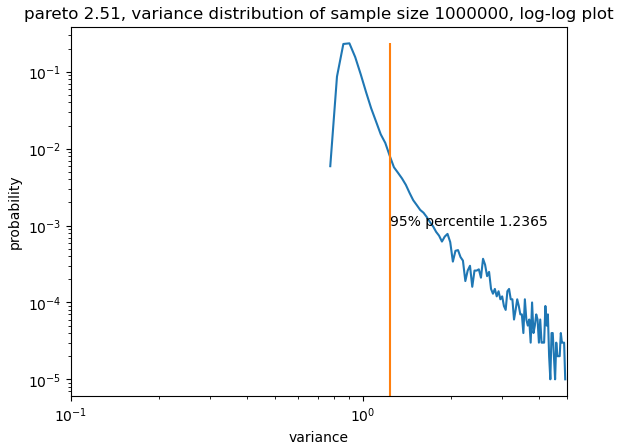 pareto 2.51, variance distribution of sample size 1000000, log-log plot
10⁻¹
10⁻²
10⁻³
10⁻⁴
10⁻⁵
probability
95% percentile 1.2365
10⁻¹ 10⁰
variance